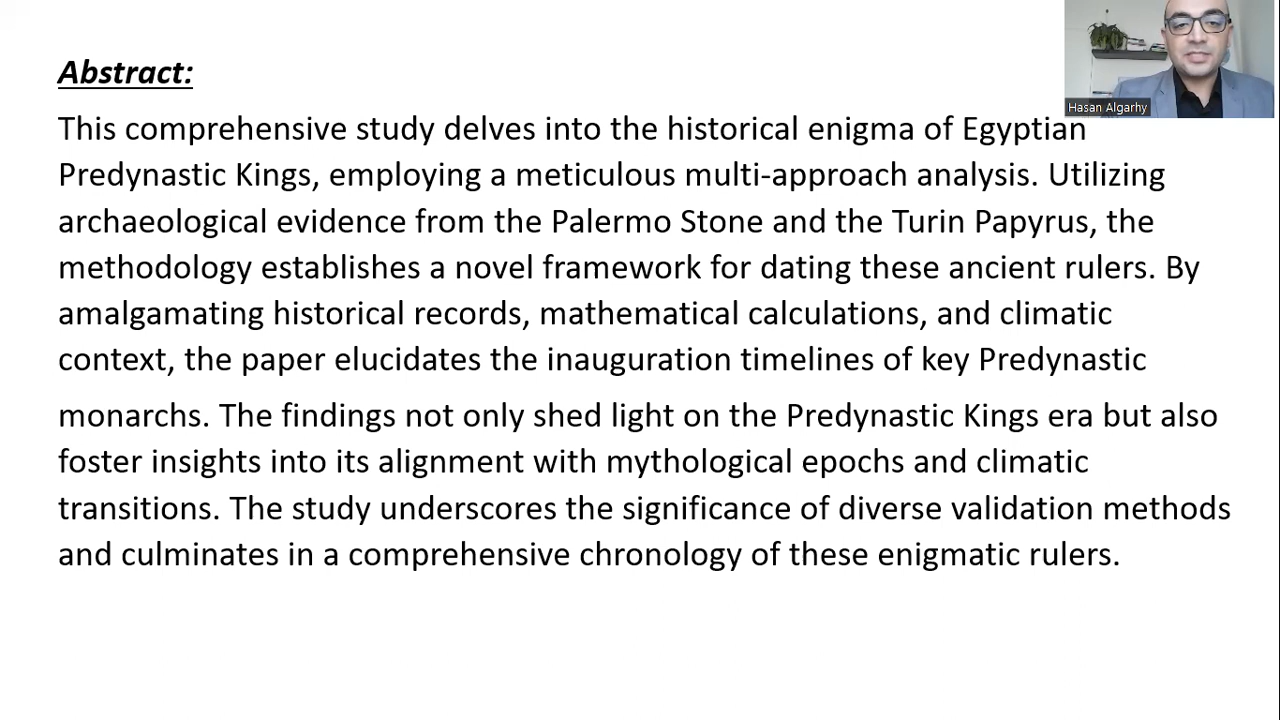 Abstract:
Hasan Algarhy
This comprehensive study delves into the historical enigma of Egyptian
Predynastic Kings, employing a meticulous multi-approach analysis. Utilizing
archaeological evidence from the Palermo Stone and the Turin Papyrus, the
methodology establishes a novel framework for dating these ancient rulers. By
amalgamating historical records, mathematical calculations, and climatic
context, the paper elucidates the inauguration timelines of key Predynastic
monarchs. The findings not only shed light on the Predynastic Kings era but also
foster insights into its alignment with mythological epochs and climatic
transitions. The study underscores the significance of diverse validation methods
and culminates in a comprehensive chronology of these enigmatic rulers.